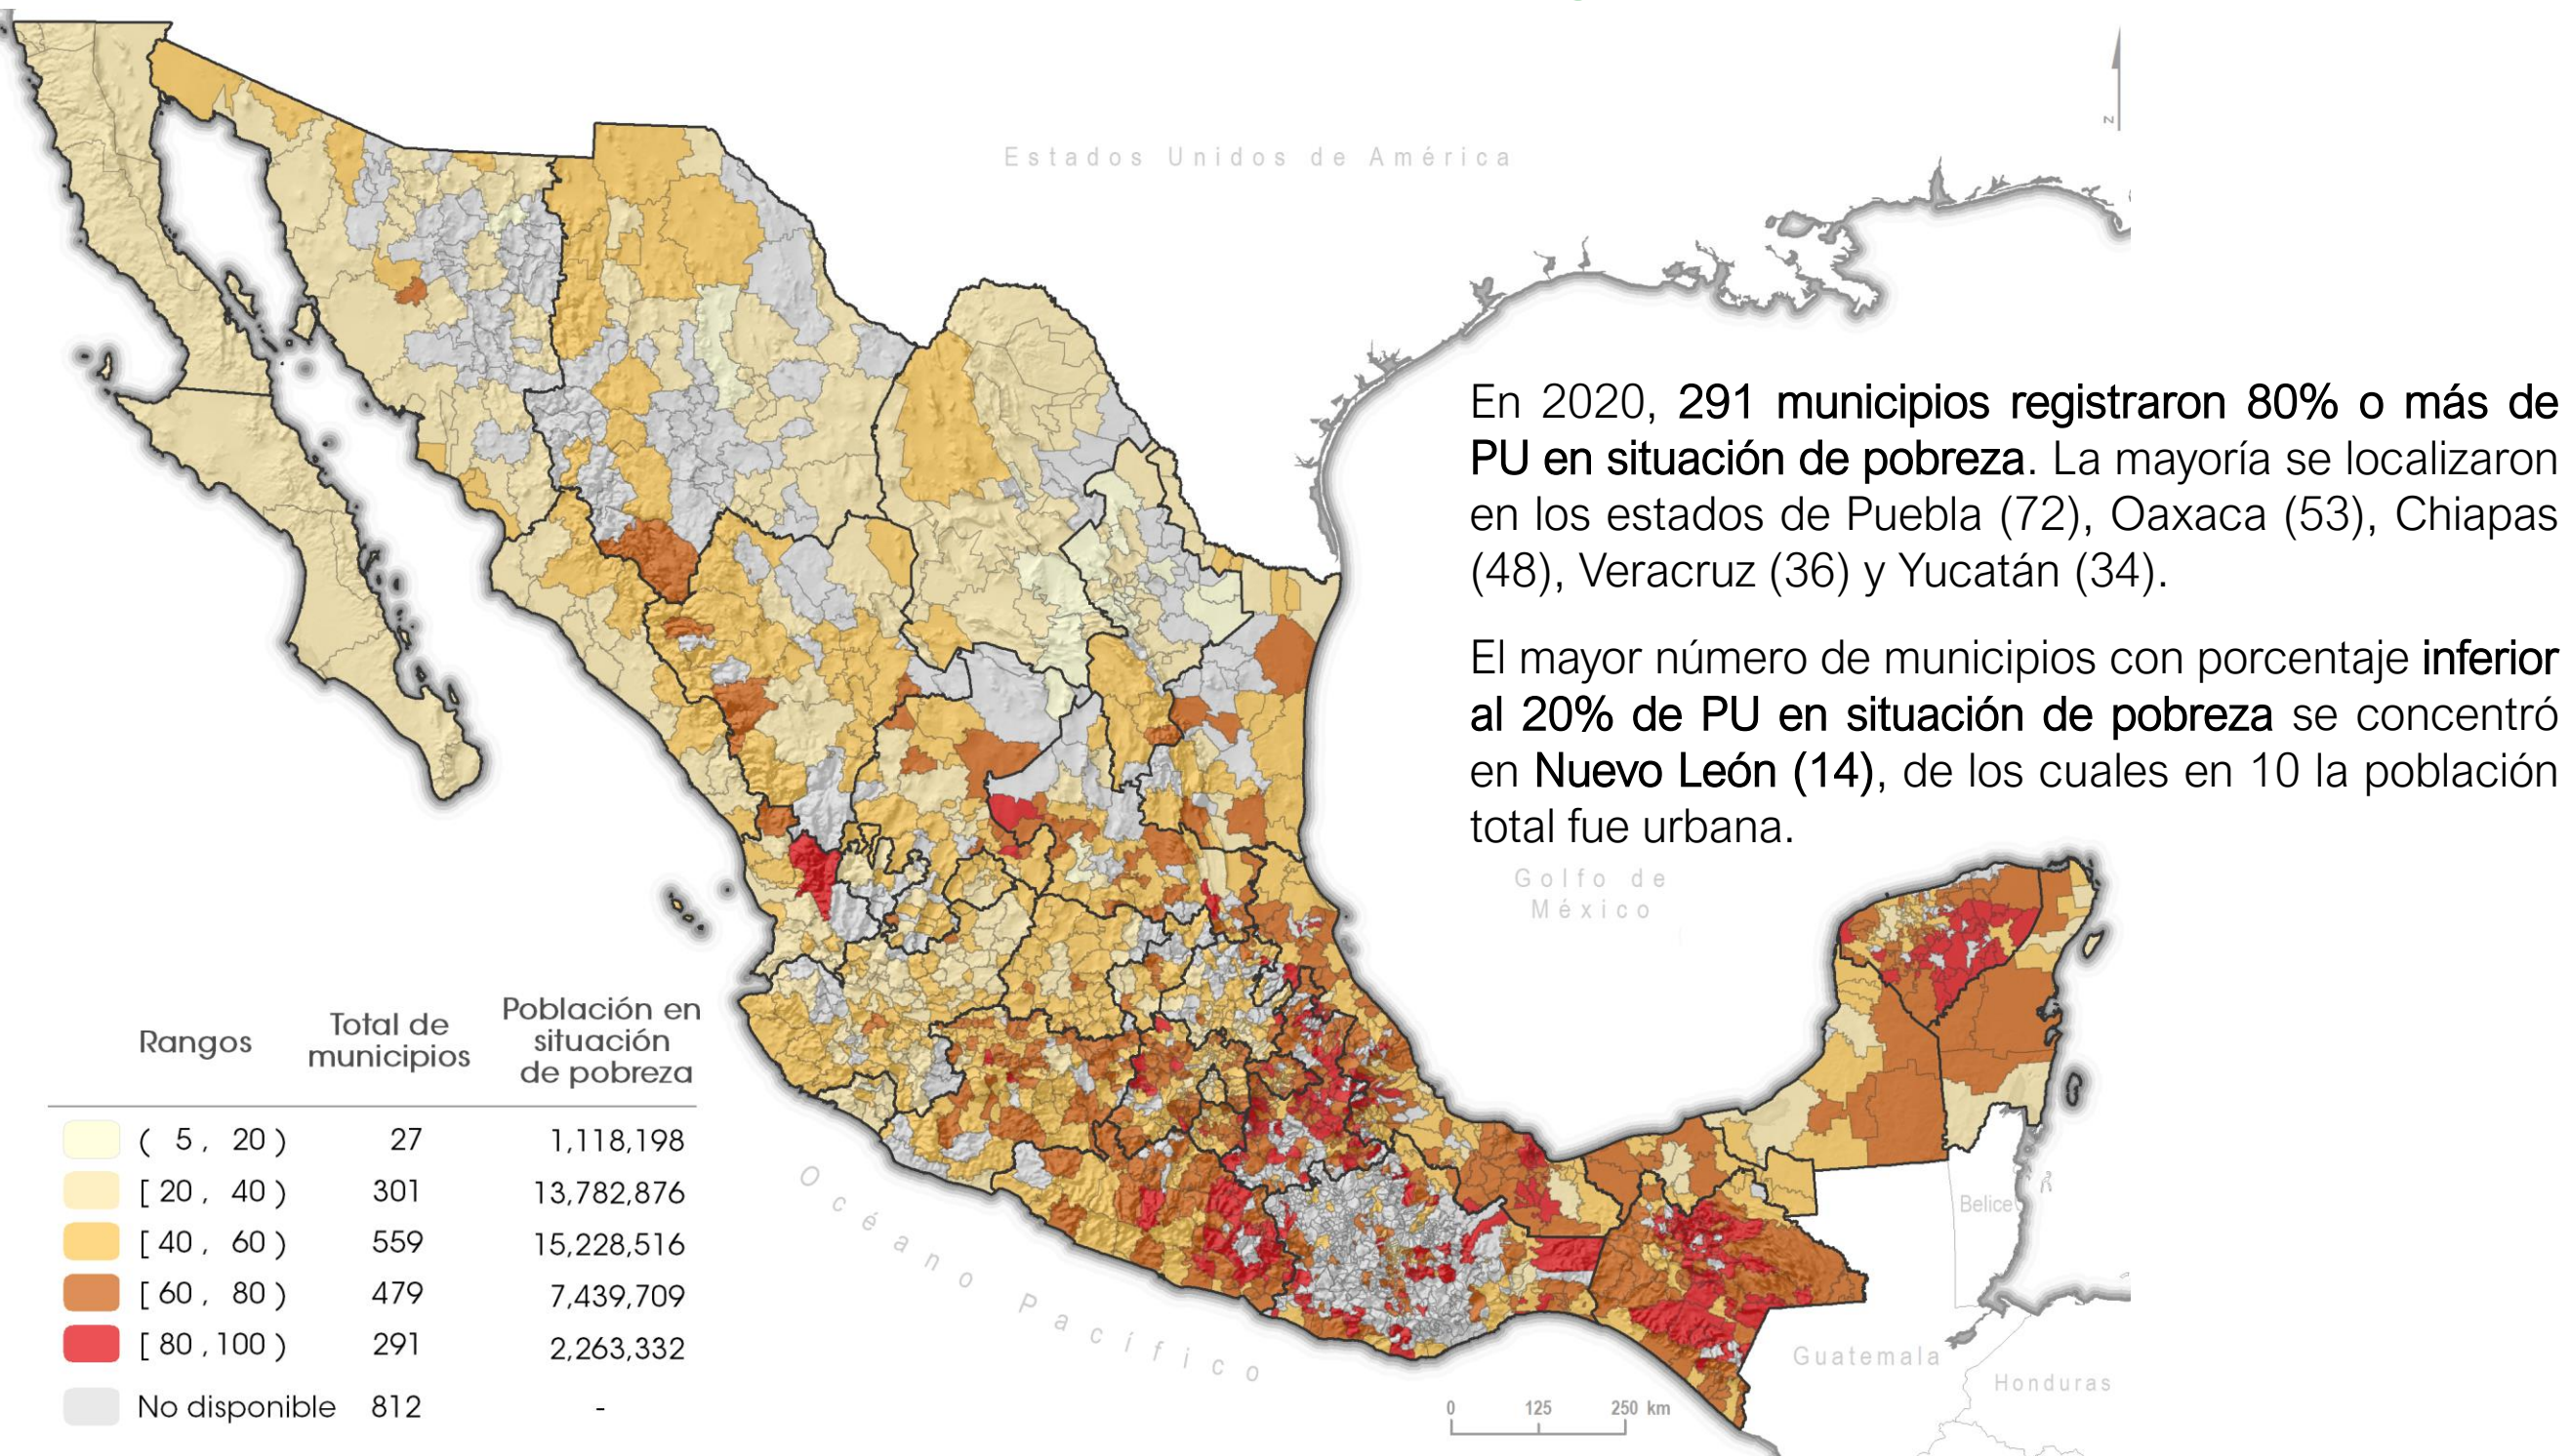 Estados Unidos de América
N
En 2020, 291 municipios registraron 80% o más de
PU en situación de pobreza. La mayoría se localizaron
en los estados de Puebla (72), Oaxaca (53), Chiapas
(48), Veracruz (36) y Yucatán (34).
El mayor número de municipios con porcentaje inferior
al 20% de PU en situación de pobreza se concentró
en Nuevo León (14), de los cuales en 10 la población
total fue urbana.
Golfo de
México
Rangos Total de municipios Población en situación de pobreza
( 5 , 20 ) 27 1,118,198
[ 20 , 40 ) 301 13,782,876
[ 40 , 60 ) 559 15,228,516
[ 60 , 80 ) 479 7,439,709
[ 80 , 100 ) 291 2,263,332
No disponible 812 -
Océano Pacífico
Belice
Guatemala
Honduras
0 125 250 km